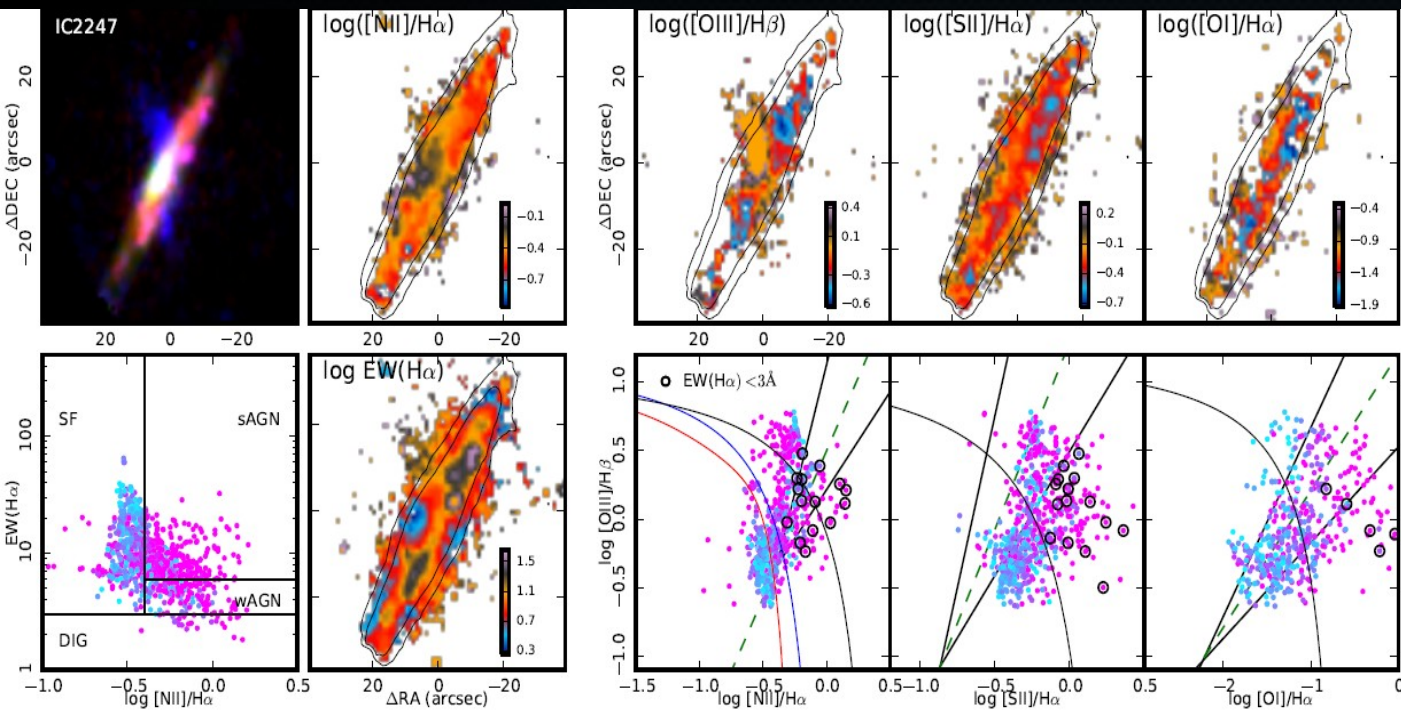 IC2247
log([NII]/Hα)
log([OIII]/Hβ)
log([SII]/Hα)
log([OI]/Hα)
ΔDEC (arcsec)
20
0
−20
−0.1
−0.4
−0.7
ΔDEC (arcsec)
20
0
−20
0.4
0.1
−0.3
−0.6
0.2
−0.1
−0.4
−0.7
−0.4
−0.9
−1.4
−1.9
20 0 −20
20 0 −20
20 0 −20
EW(Hα)
100
10
1
SF
sAGN
wAGN
DIG
−1.0 −0.5 0.0 0.5
log [NII]/Hα
log EW(Hα)
1.5
1.1
0.7
0.3
20 0 −20
ΔRA (arcsec)
log [OIII]/Hβ
1.0
0.5
0.0
−0.5
−1.0
EW(Hα) <3Å
−1.5 −1.0 −0.5 0.0
log [NII]/Hα
−1.0 −0.5 0.0 0.5
log [SII]/Hα
−2 −1 0
log [OI]/Hα